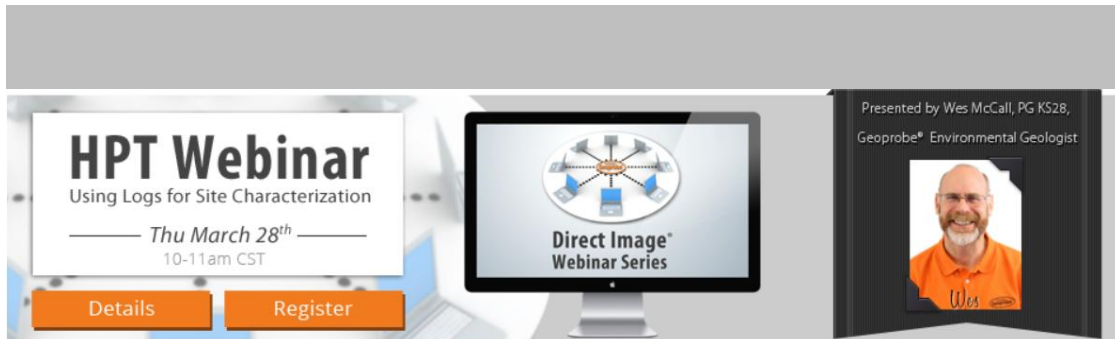 HPT Webinar
Using Logs for Site Characterization
Thu March 28th
10-11am CST
Details
Register
Direct Image®
Webinar Series
Presented by Wes McCall, PG KS28,
Geoprobe® Environmental Geologist
Wes